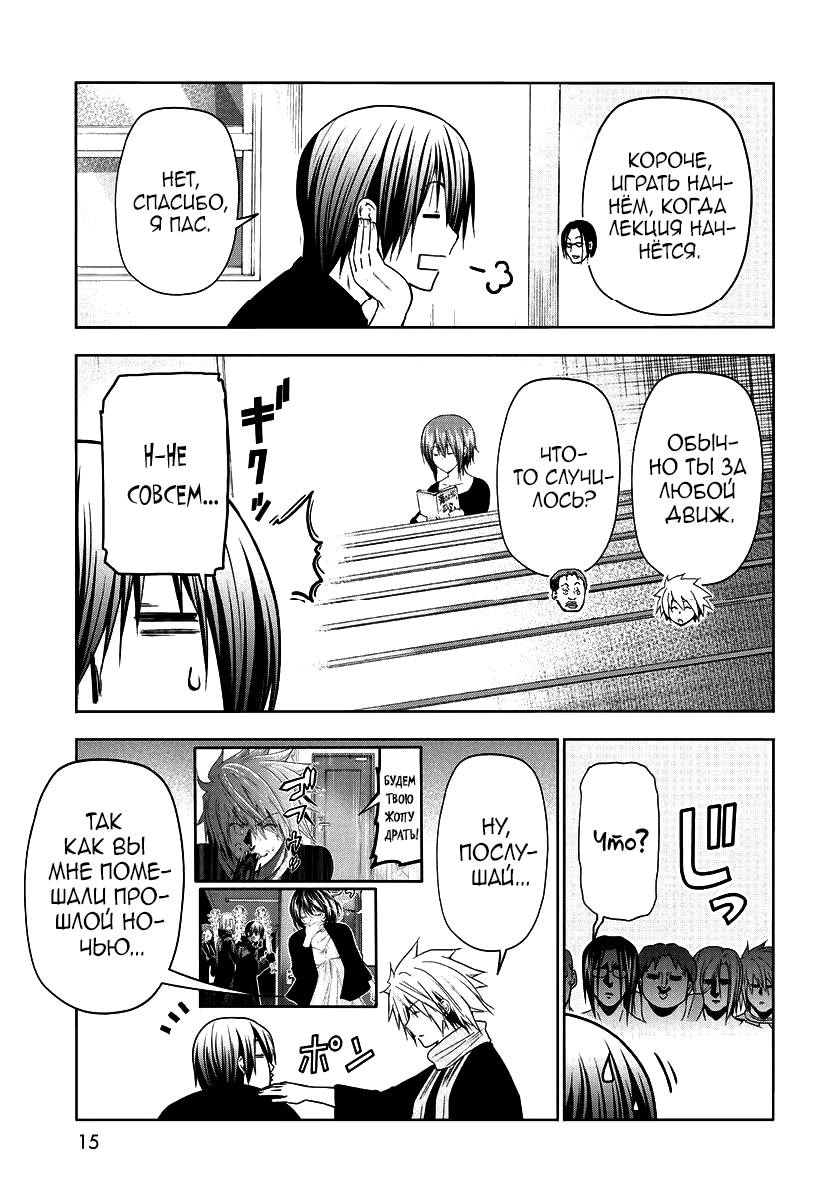 КОРОЧЕ,
ИГРАТЬ НАЧ-
НЁМ, КОГДА
ЛЕКЦИЯ НАЧ-
НЁТСЯ.
НЕТ,
СПАСИБО,
Я ПАС.
ОБЫЧ-
НО ТЫ ЗА
ЛЮБОЙ
ДВИЖ.
ЧТО-
ТО СЛУЧИ-
ЛОСЬ?
ギクッ
Н-НЕ
СОВСЕМ...
ЧТО?
じっ
НУ,
ПОСЛУ-
ШАЙ...
БУДЕМ
ТВОЮ
ЖОПУ
ДРАТЬ!
ТАК
КАК ВЫ
МНЕ ПОМЕ-
ШАЛИ ПРО-
ШЛОЙ НО-
ЧЬЮ...
ポン
15